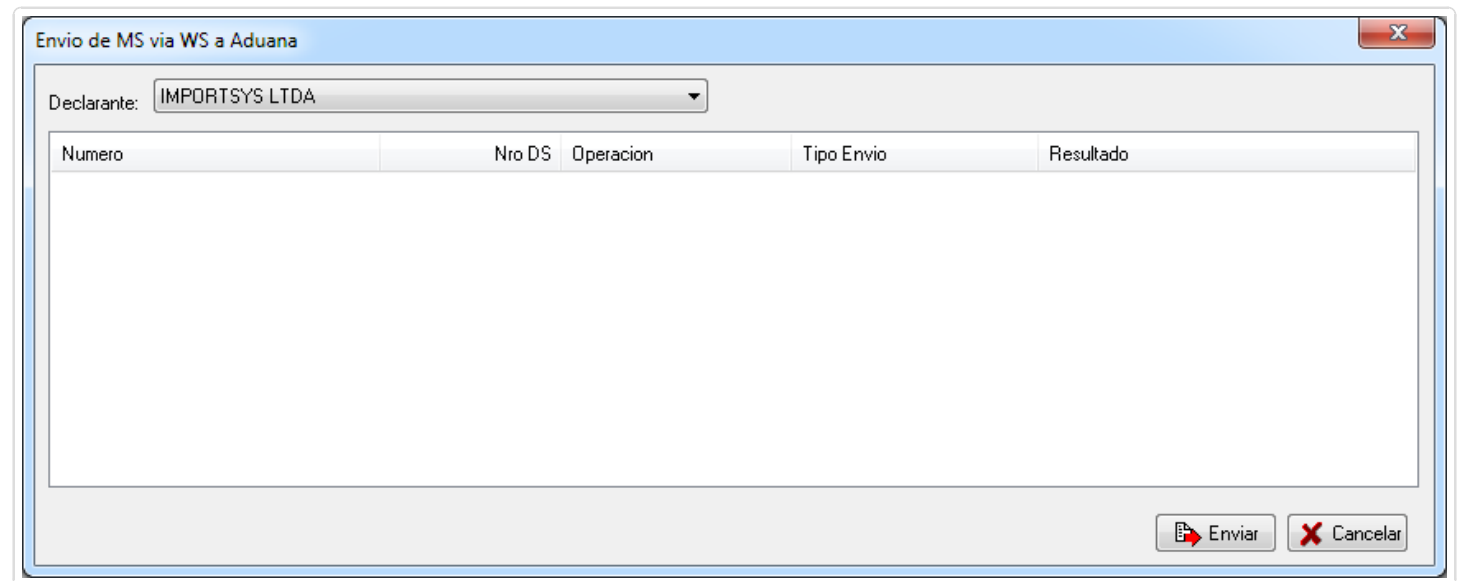 Envio de MS via WS a Aduana
Declarante: IMPORTSYS LTDA
Numero Nro DS Operacion Tipo Envio Resultado
Enviar Cancelar